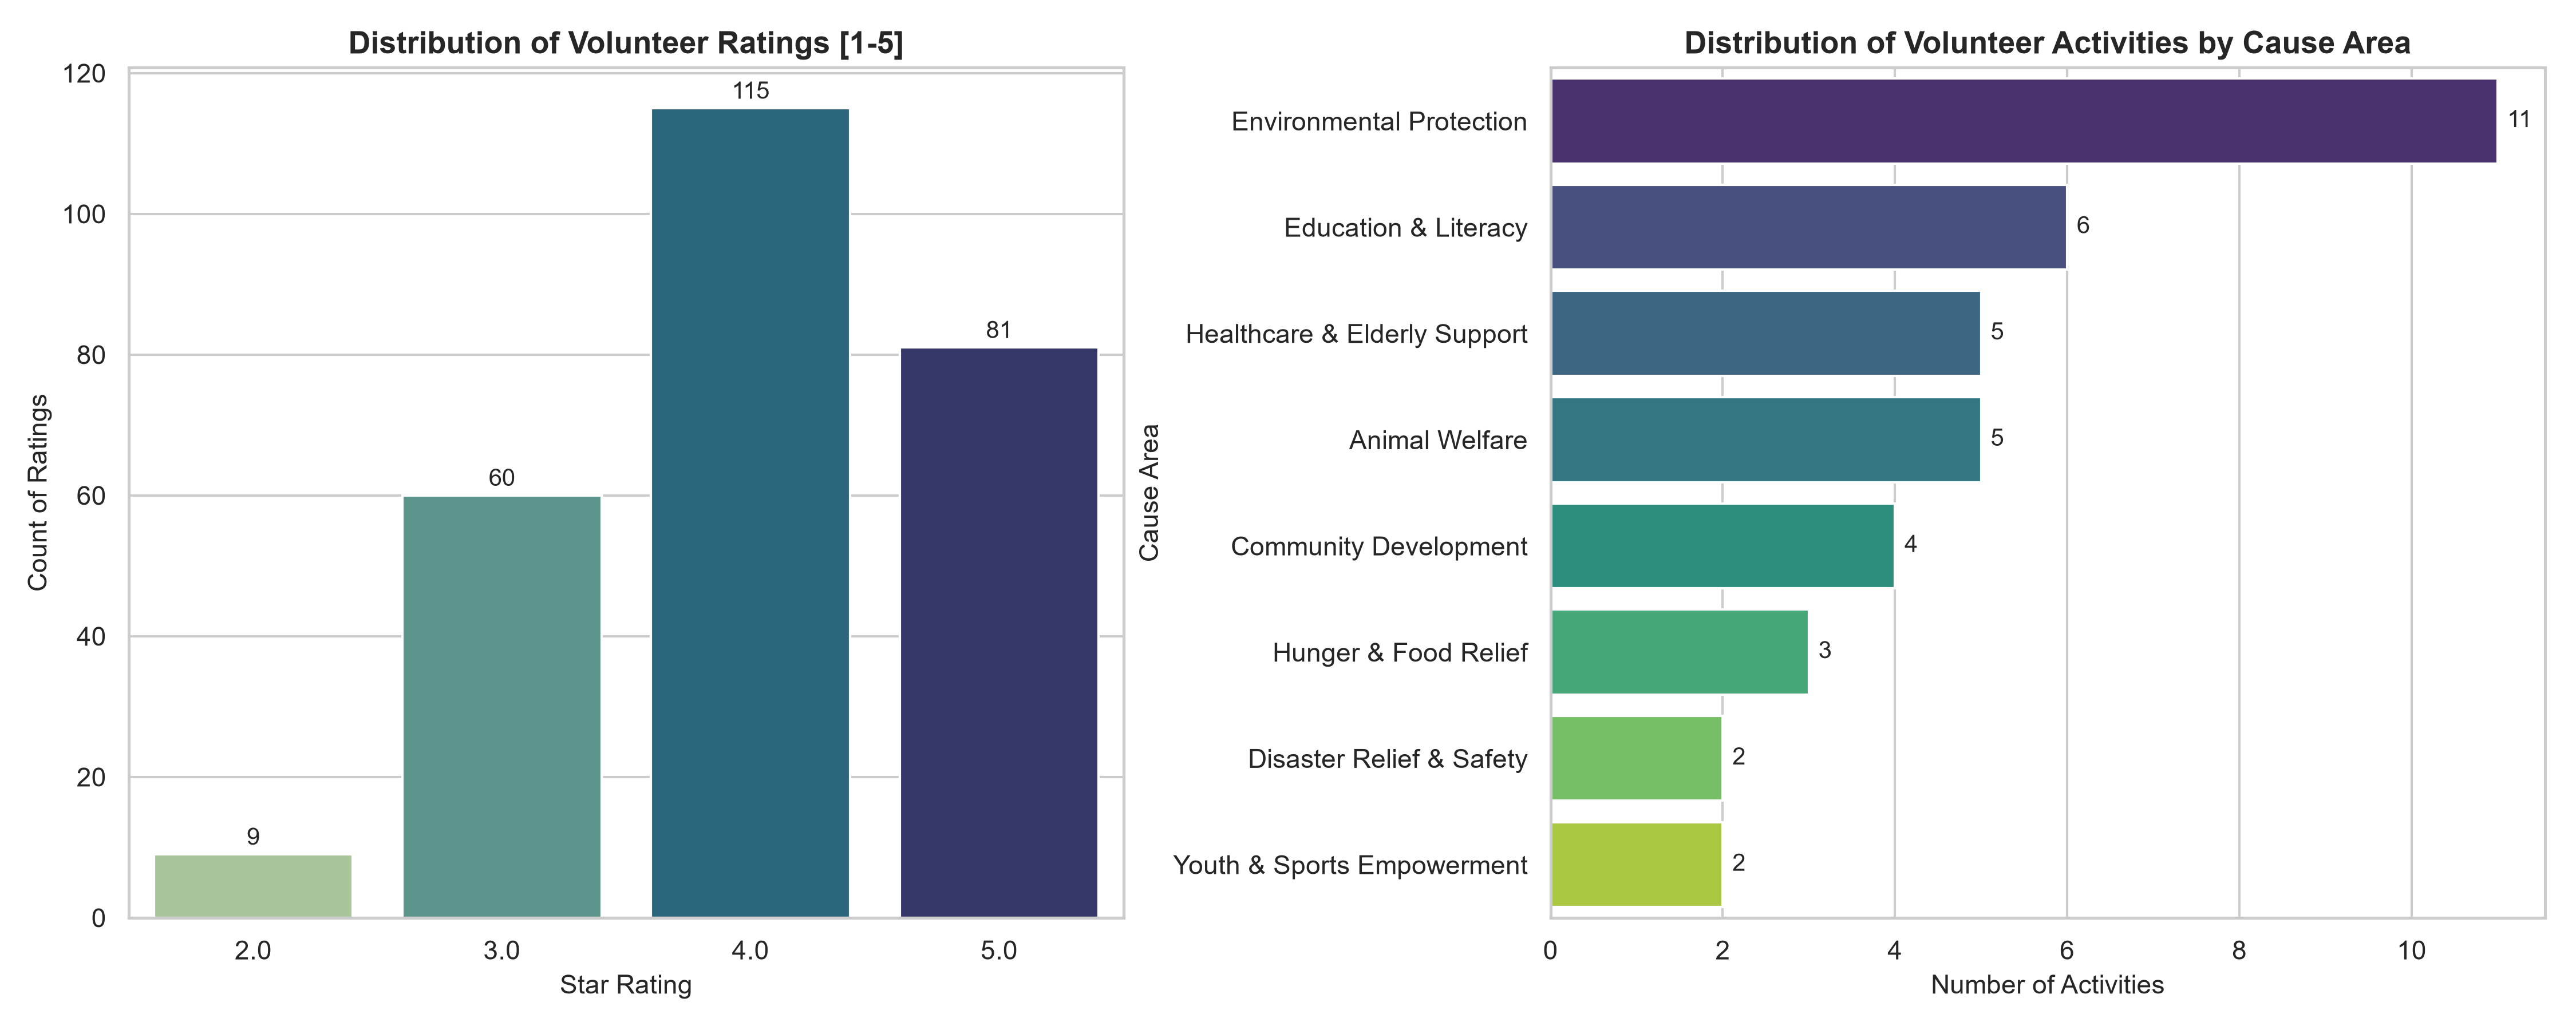 Distribution of Volunteer Ratings [1-5]
120
100
80
60
40
20
0
Count of Ratings
9
60
115
81
2.0 3.0 4.0 5.0
Star Rating
Distribution of Volunteer Activities by Cause Area
Cause Area
Environmental Protection 11
Education & Literacy 6
Healthcare & Elderly Support 5
Animal Welfare 5
Community Development 4
Hunger & Food Relief 3
Disaster Relief & Safety 2
Youth & Sports Empowerment 2
0 2 4 6 8 10
Number of Activities